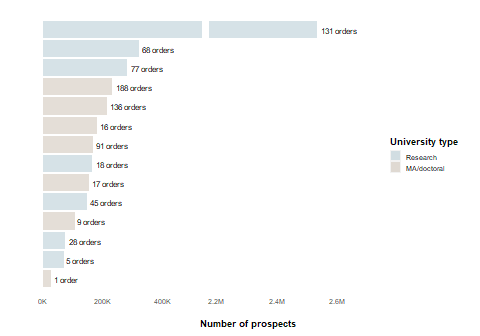 131 orders
68 orders
77 orders
188 orders
136 orders
16 orders
91 orders
18 orders
17 orders
45 orders
9 orders
28 orders
5 orders
1 order
University type
Research
MA/doctoral
0K 200K 400K 2.2M 2.4M 2.6M
Number of prospects